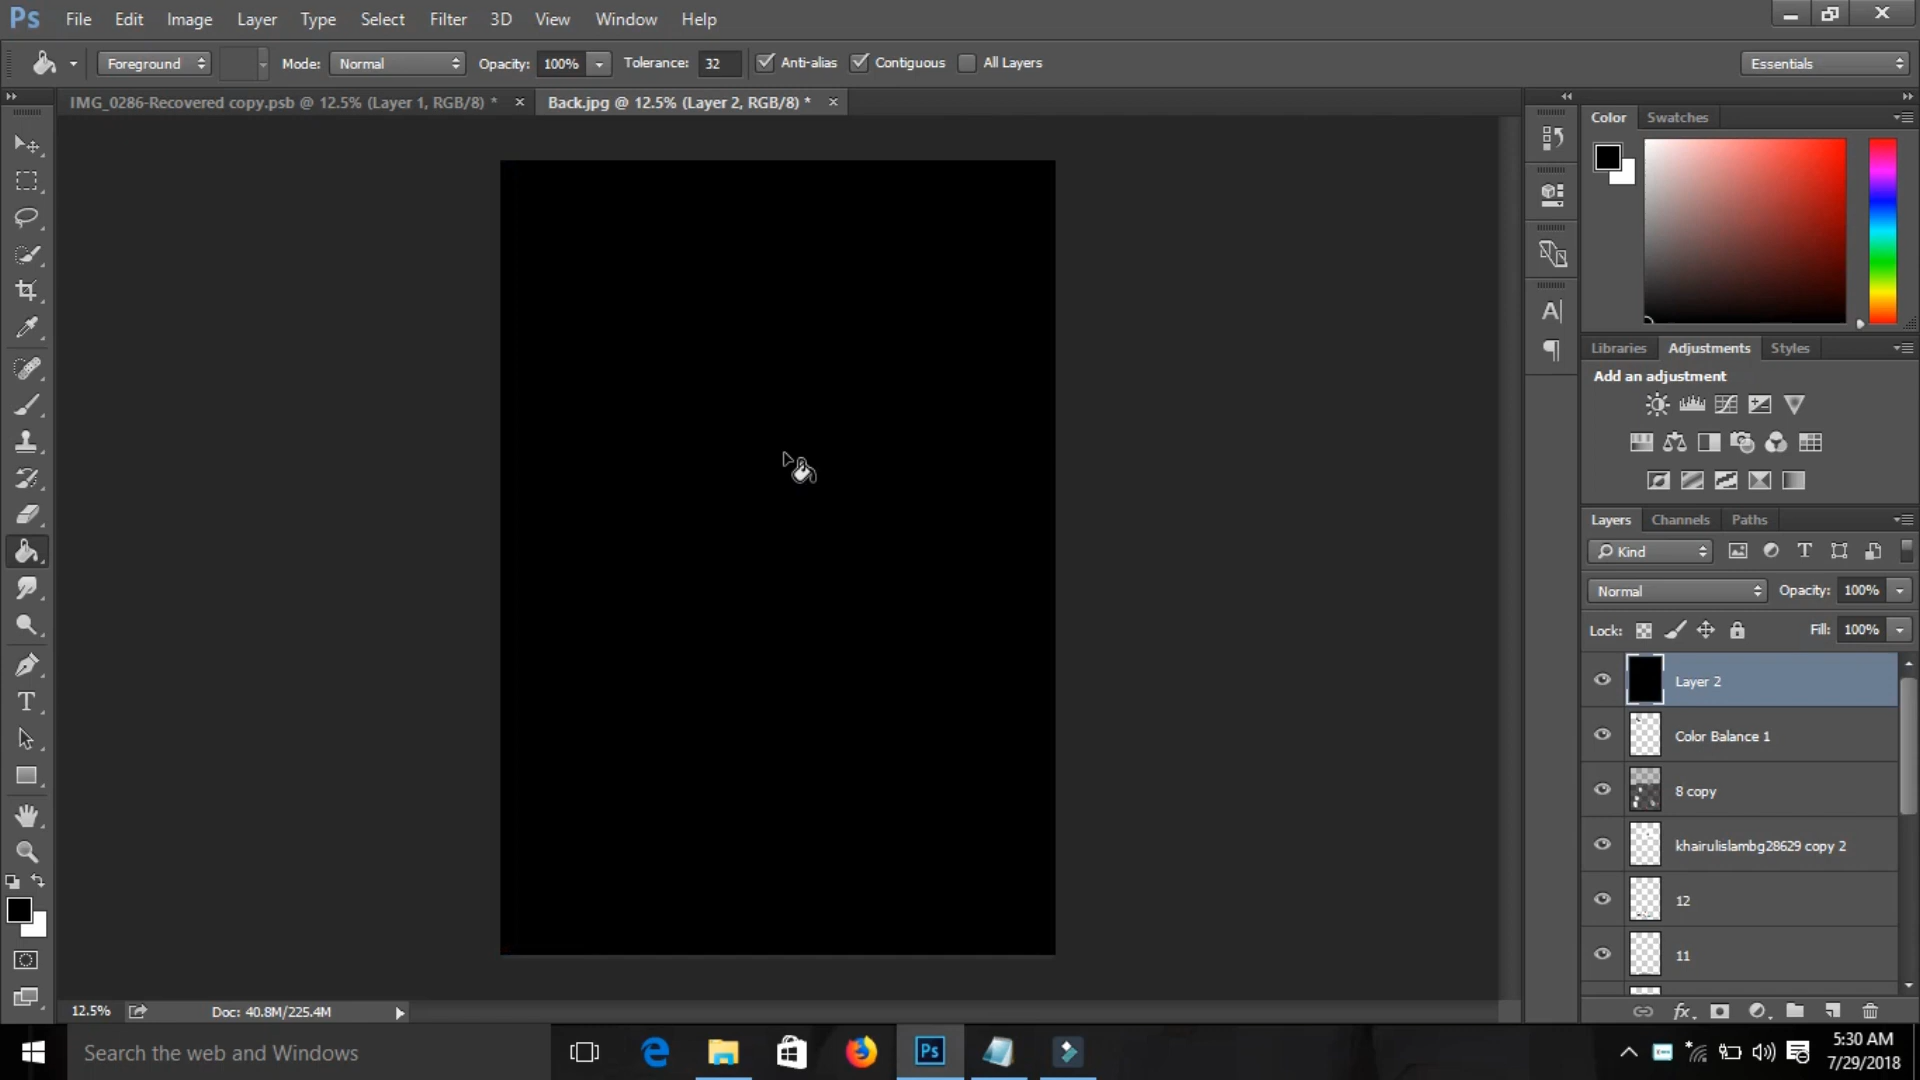 Ps File Edit Image Layer Type Select Filter 3D View Window Help
Foreground Mode: Normal Opacity: 100% Tolerance: 32 Anti-alias Contiguous All Layers Essentials
IMG_0286-Recovered copy.psb @ 12.5% (Layer 1, RGB/8) * × Back.jpg @ 12.5% (Layer 2, RGB/8) * ×
Color Swatches
Libraries Adjustments Styles
Add an adjustment
Layers Channels Paths
Kind
Normal Opacity: 100%
Lock: Fill: 100%
Layer 2
Color Balance 1
8 copy
khairulislambg28629 copy 2
12
11
12.5% Doc: 40.8M/225.4M
Search the web and Windows
Ps
5:30 AM
7/29/2018